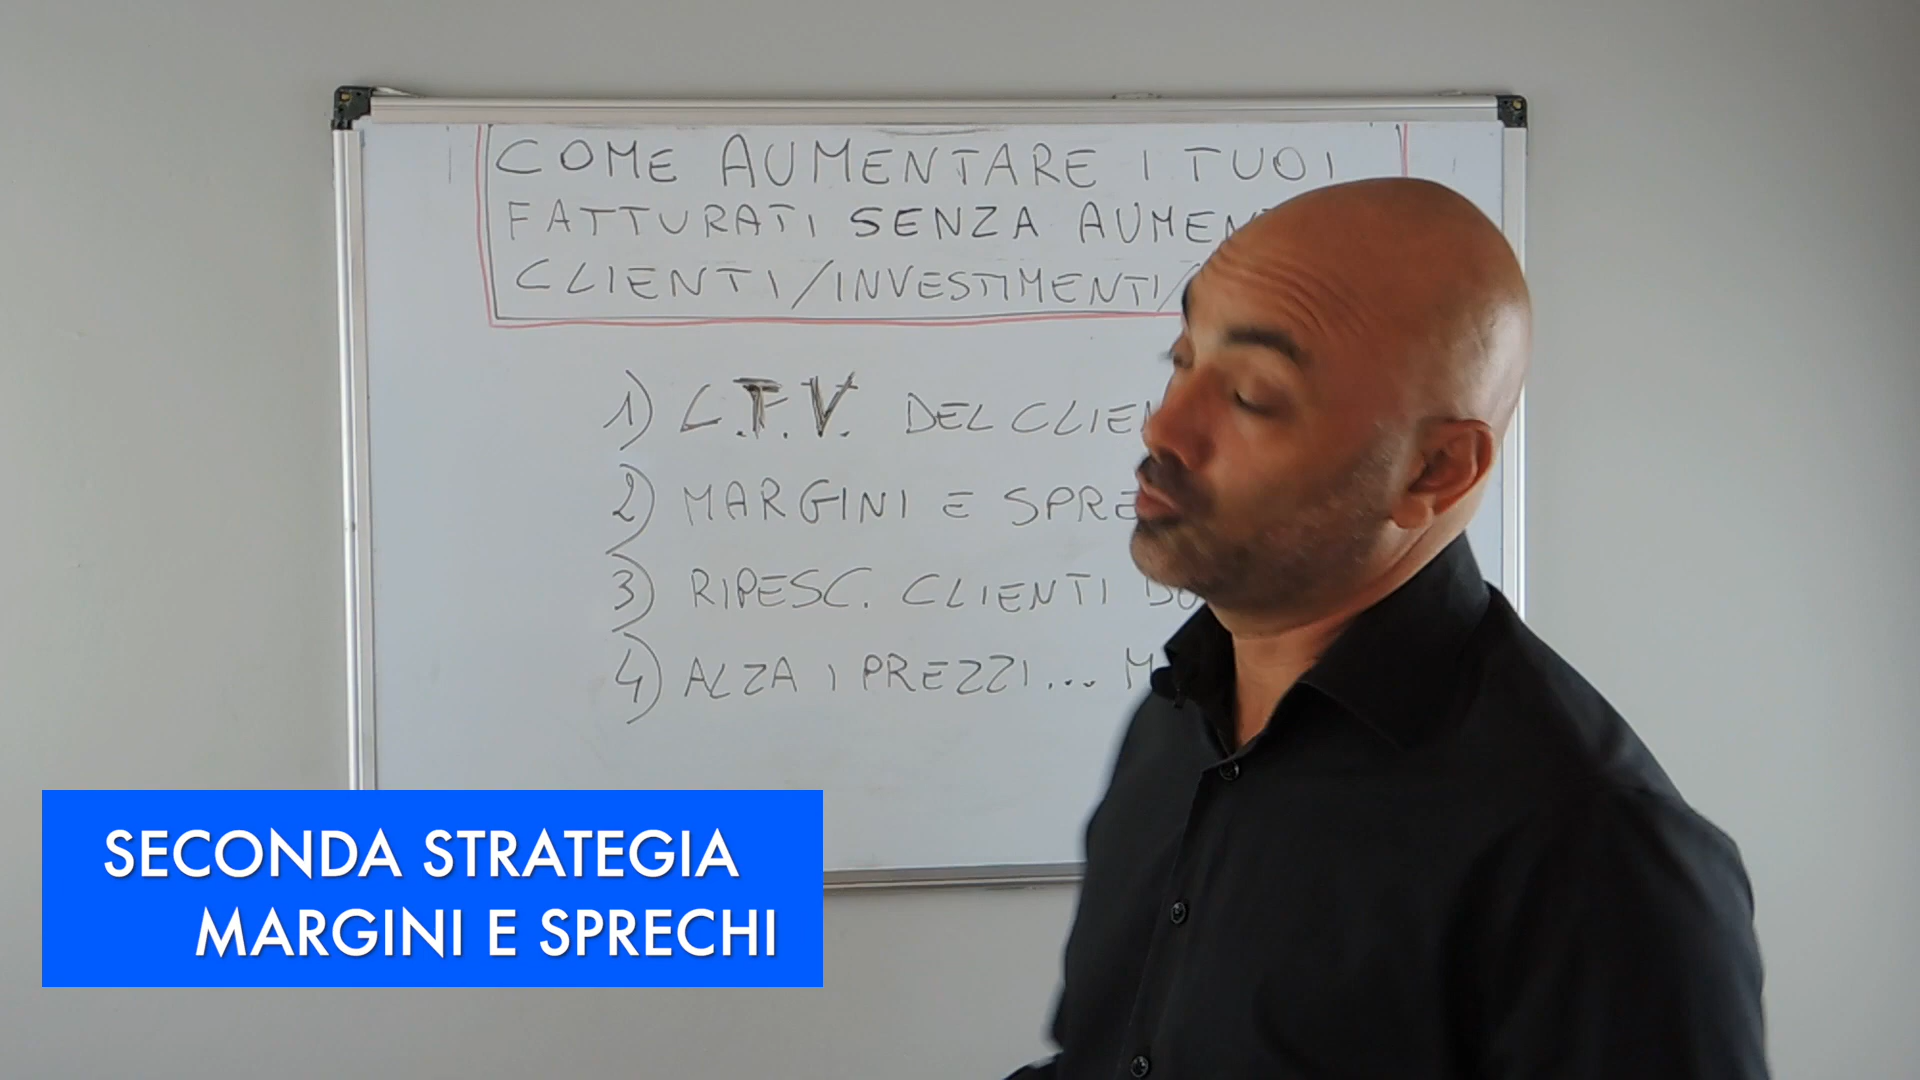 COME AUMENTARE I TUOI
FATTURATI SENZA AUMEN
CLIENTI/INVESTIMENTI/
1) L.T.V. DEL CLIEN
2) MARGINI E SPRE
3) RIPESC. CLIENTI DO
4) ALZA I PREZZI... M
SECONDA STRATEGIA
MARGINI E SPRECHI